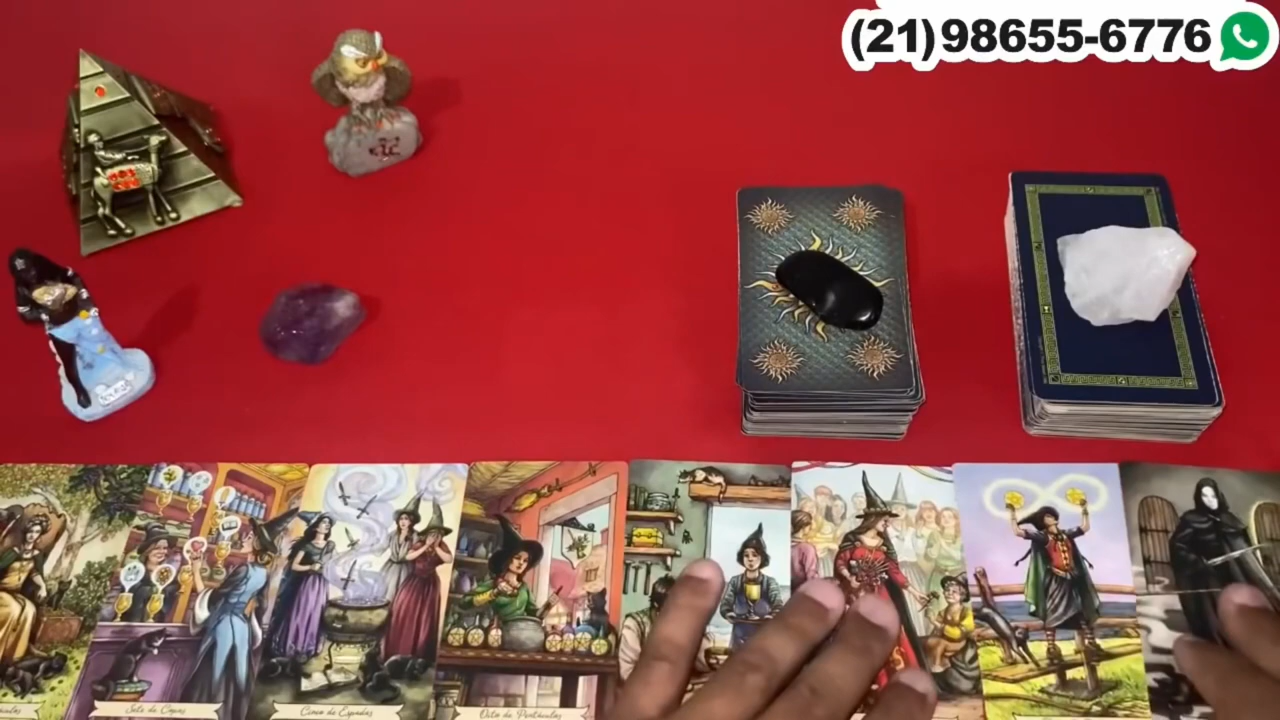 (21)98655-6776
Sete de Copas
Cinco de Espadas
Oito de Pentáculos